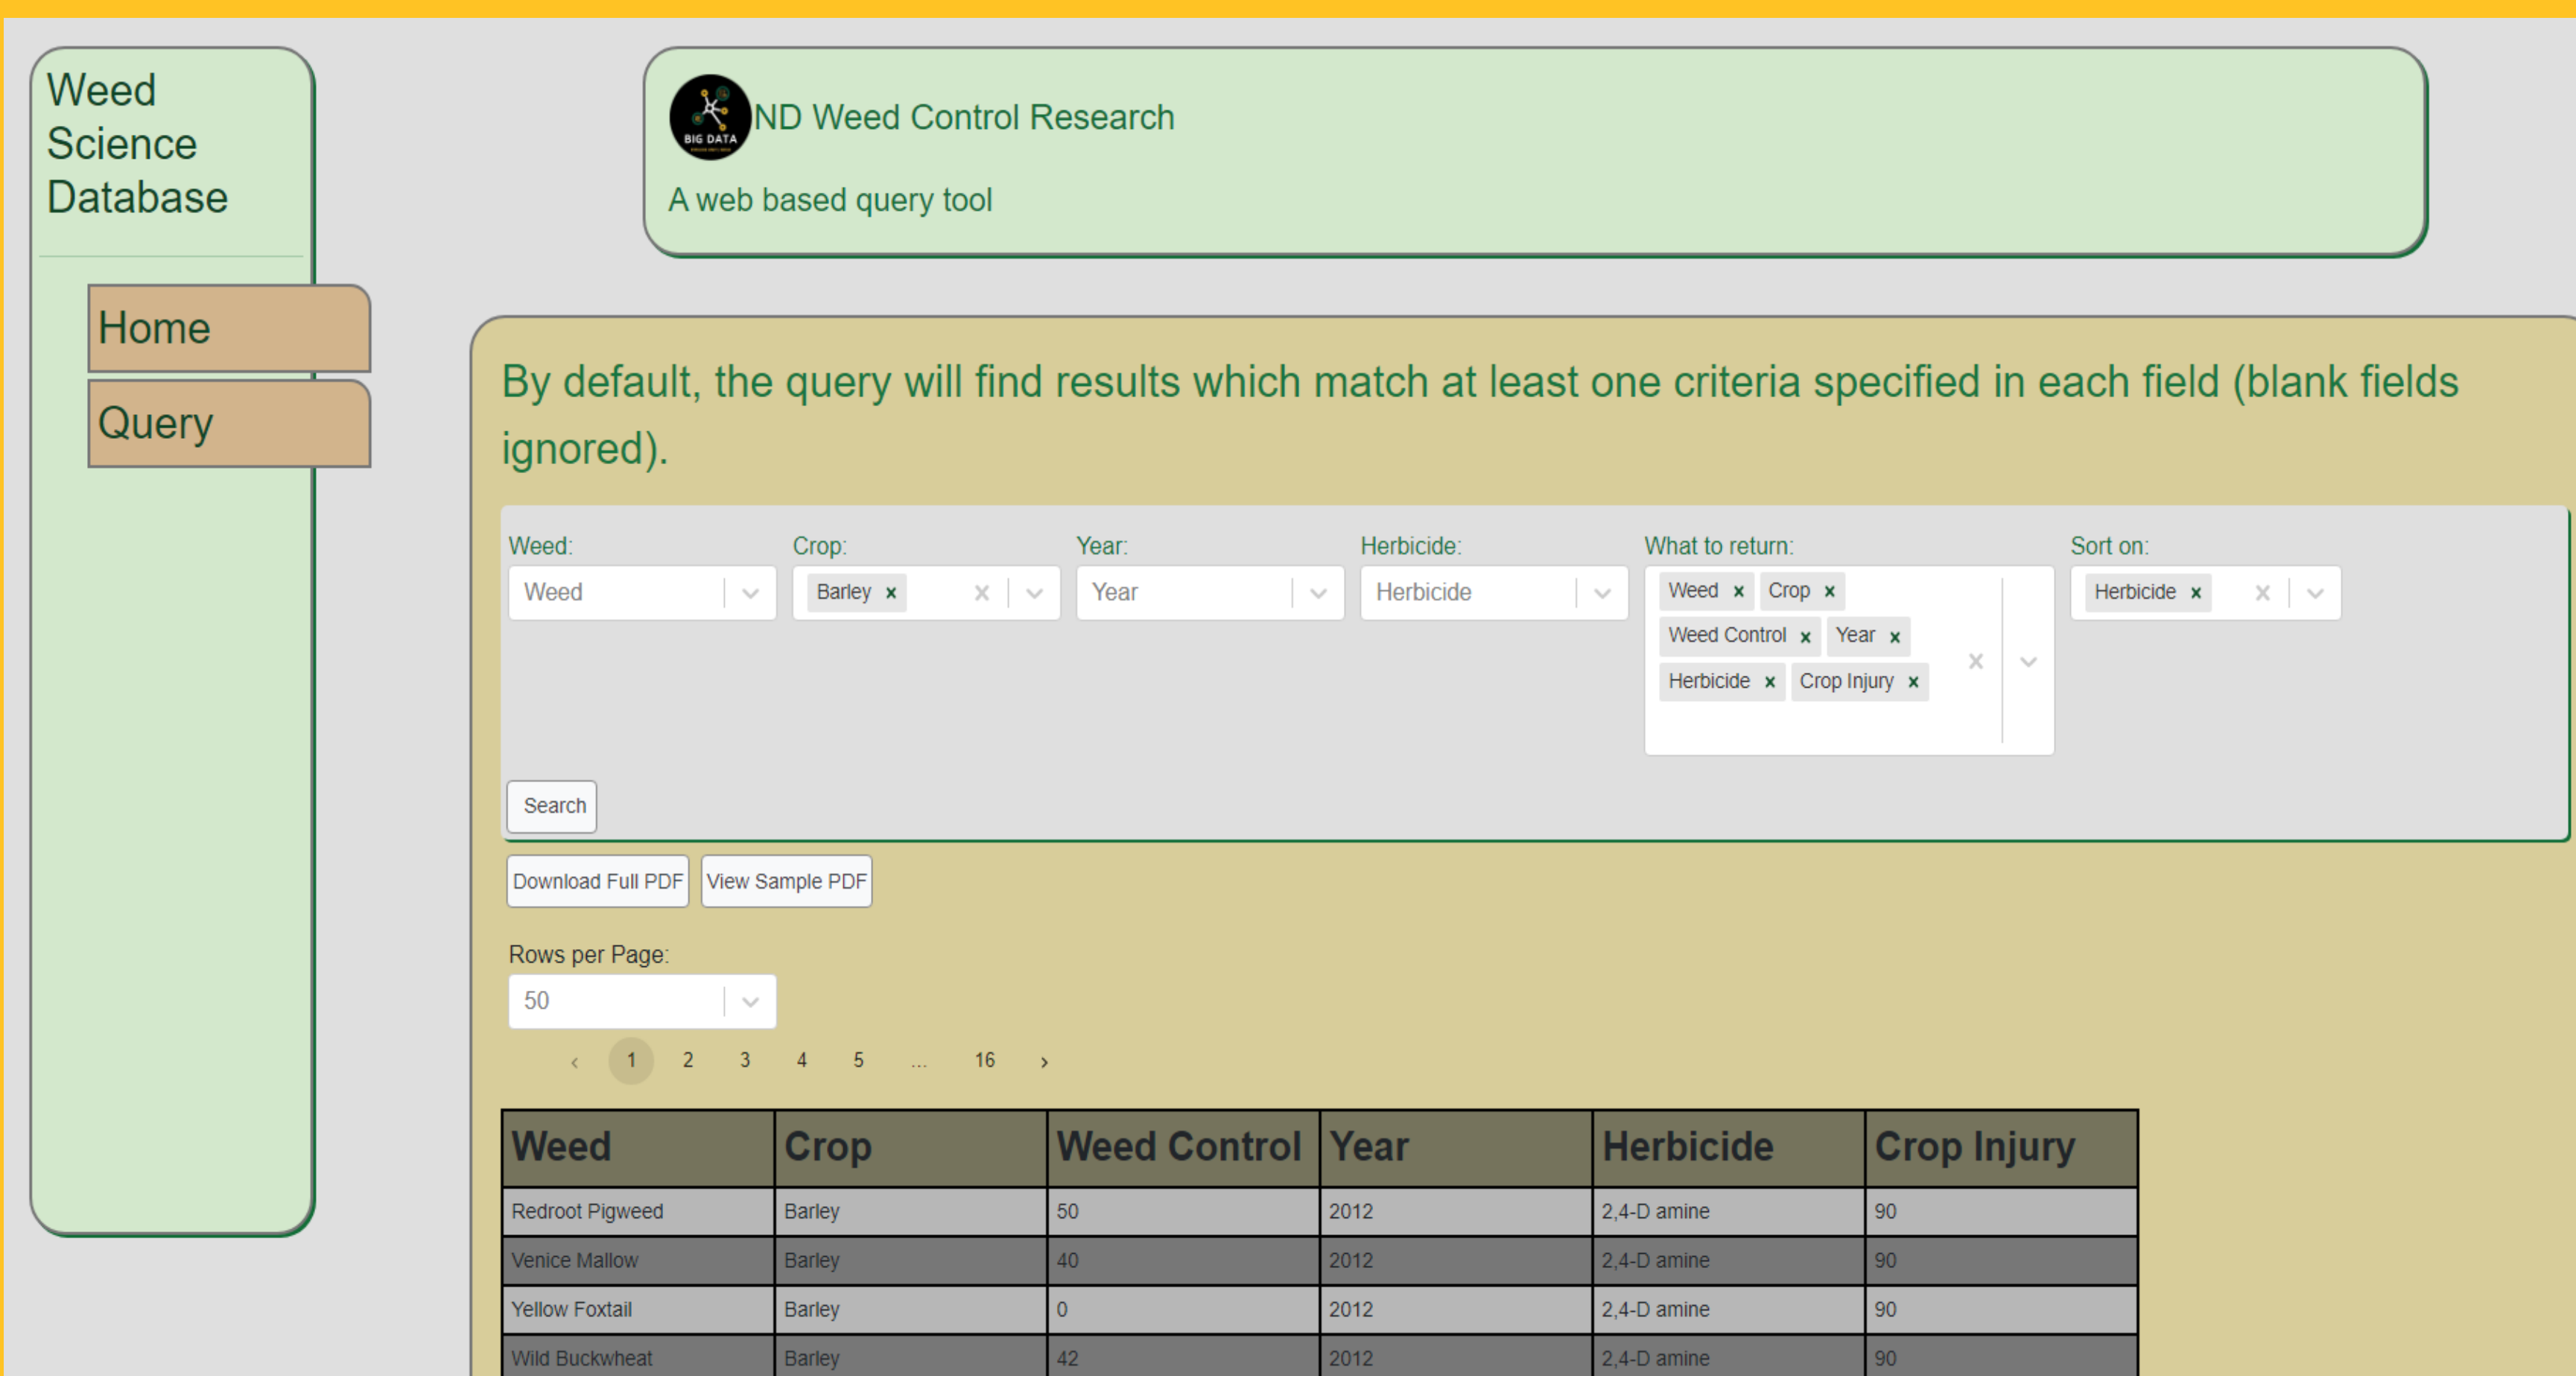 Weed
Science
Database
Home
Query
BIG DATA
ND Weed Control Research
A web based query tool
By default, the query will find results which match at least one criteria specified in each field (blank fields
ignored).
Weed: Crop: Year: Herbicide: What to return: Sort on:
Weed Barley x Year Herbicide Weed x Crop x Herbicide x
Weed Control x Year x
Herbicide x Crop Injury x
Search
Download Full PDF View Sample PDF
Rows per Page:
50
‹ 1 2 3 4 5 ... 16 ›
Weed Crop Weed Control Year Herbicide Crop Injury
Redroot Pigweed Barley 50 2012 2,4-D amine 90
Venice Mallow Barley 40 2012 2,4-D amine 90
Yellow Foxtail Barley 0 2012 2,4-D amine 90
Wild Buckwheat Barley 42 2012 2,4-D amine 90